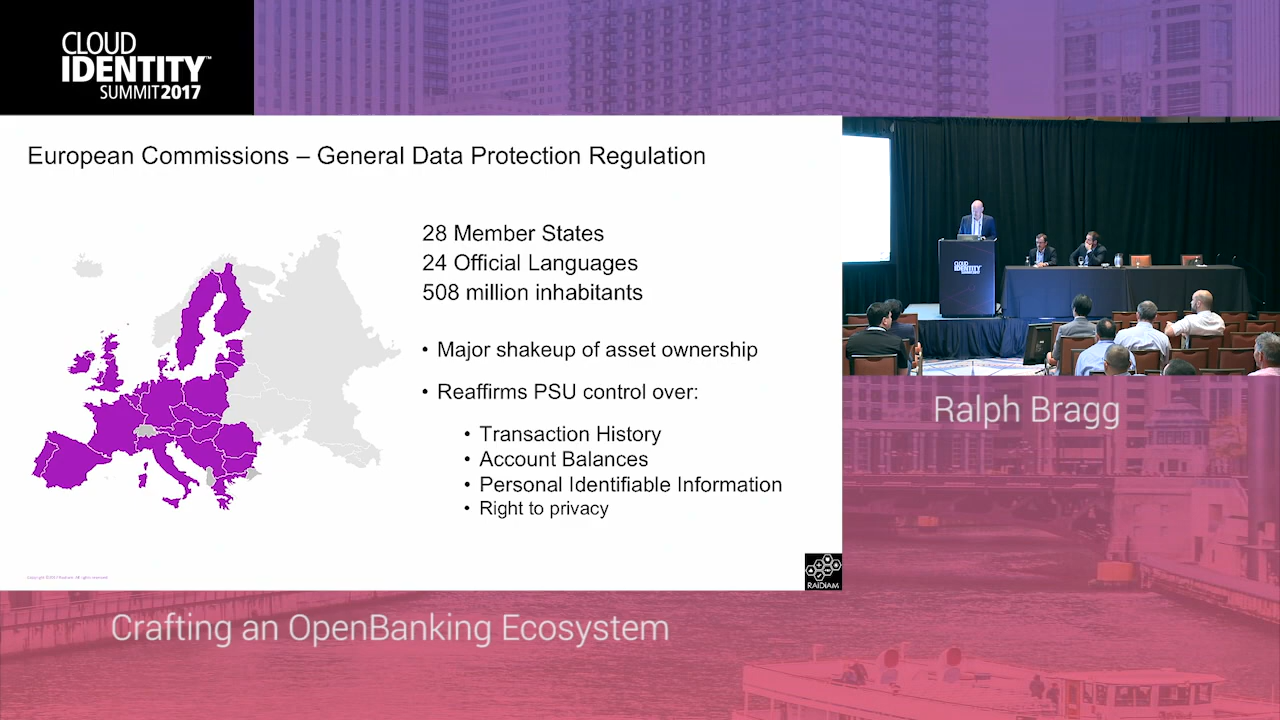 CLOUD
IDENTITY™
SUMMIT 2017
European Commissions – General Data Protection Regulation
28 Member States
24 Official Languages
508 million inhabitants
• Major shakeup of asset ownership
• Reaffirms PSU control over:
• Transaction History
• Account Balances
• Personal Identifiable Information
• Right to privacy
RAiDiAM
CLOUD
IDENTITY
Ralph Bragg
Crafting an OpenBanking Ecosystem